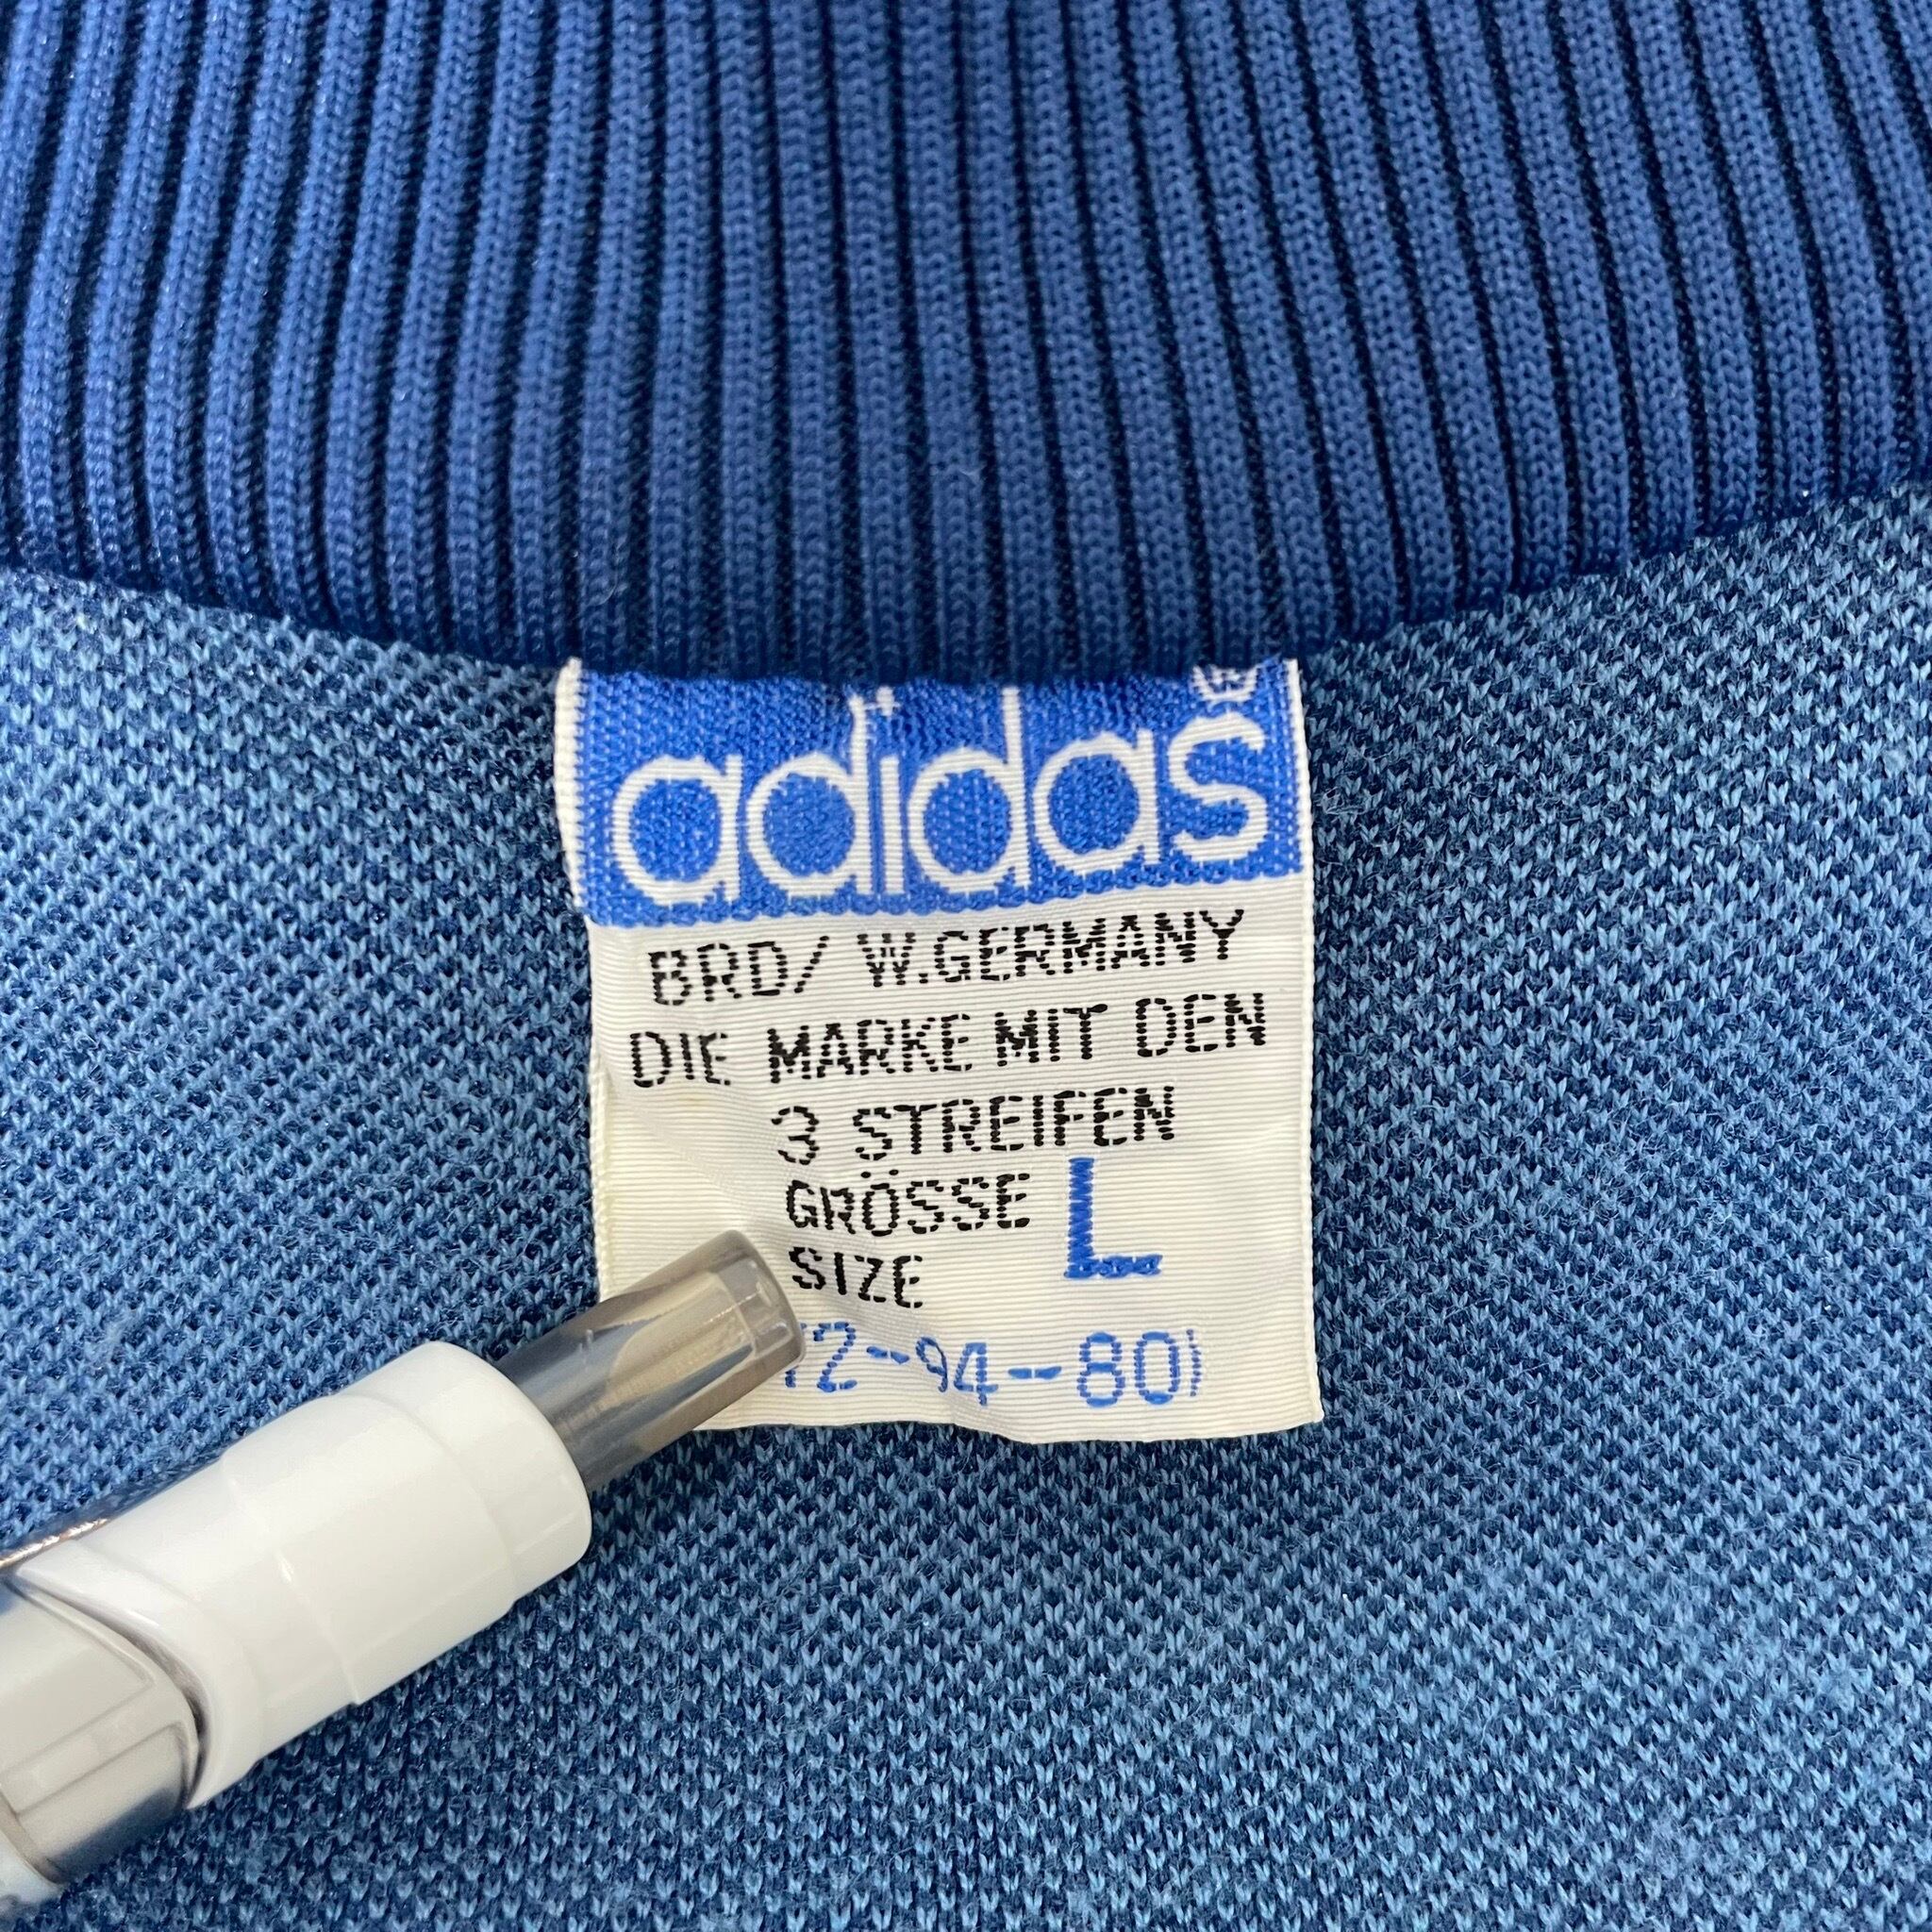 adidas®
BRD/ W.GERMANY
DIE MARKE MIT DEN
3 STREIFEN
GRÖSSE L
SIZE